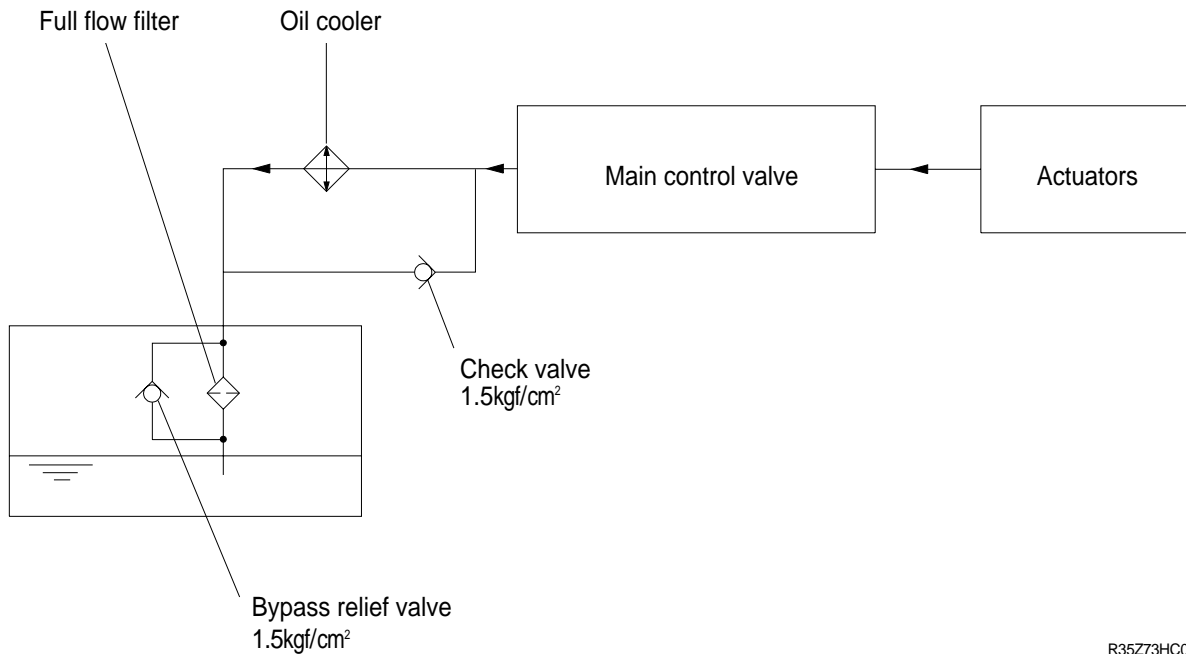 Full flow filter
Oil cooler
Main control valve
Actuators
Check valve
1.5kgf/cm²
Bypass relief valve
1.5kgf/cm²
R35Z73HC0